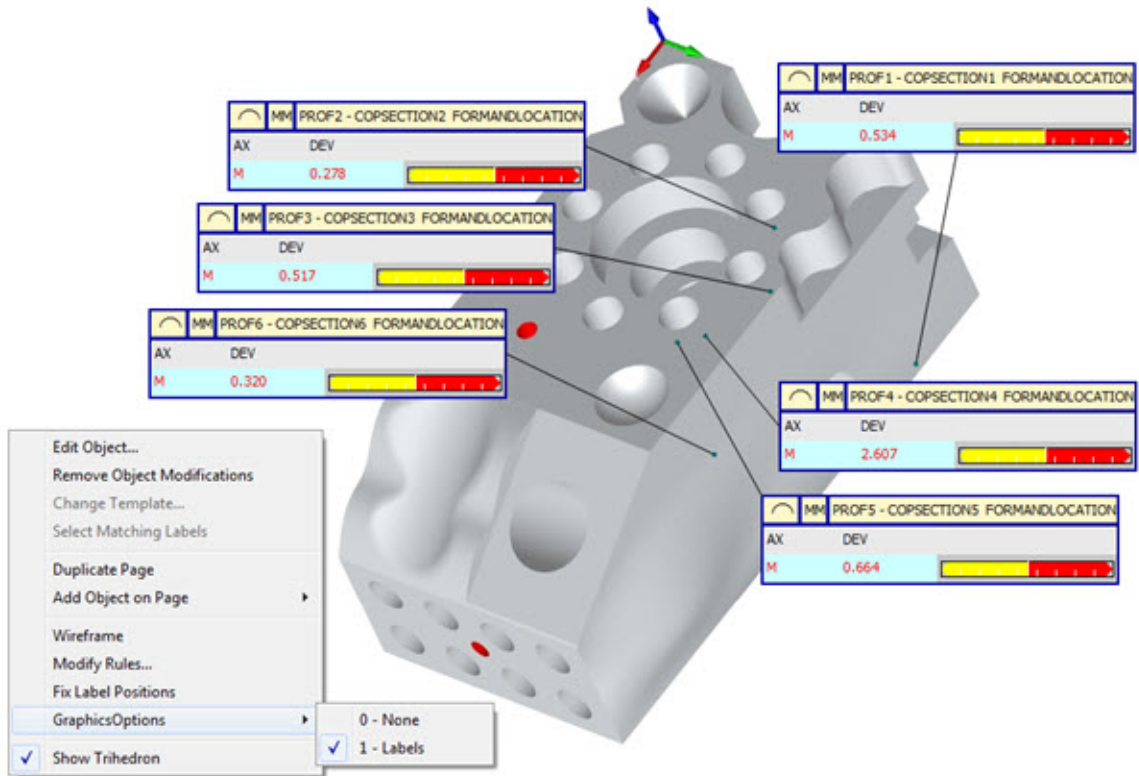 MM PROF1 - COPSECTION1 FORMANDLOCATION
AX DEV
M 0.534
MM PROF2 - COPSECTION2 FORMANDLOCATION
AX DEV
M 0.278
MM PROF3 - COPSECTION3 FORMANDLOCATION
AX DEV
M 0.517
MM PROF6 - COPSECTION6 FORMANDLOCATION
AX DEV
M 0.320
MM PROF4 - COPSECTION4 FORMANDLOCATION
AX DEV
M 2.607
MM PROF5 - COPSECTION5 FORMANDLOCATION
AX DEV
M 0.664
Edit Object...
Remove Object Modifications
Change Template...
Select Matching Labels
Duplicate Page
Add Object on Page
Wireframe
Modify Rules...
Fix Label Positions
GraphicsOptions
0 - None
1 - Labels
Show Trihedron